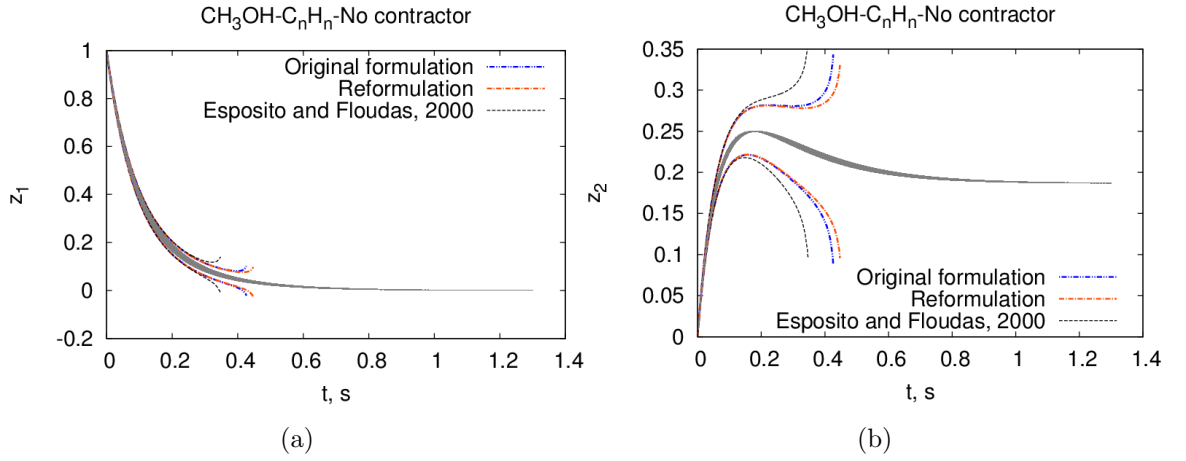 CH₃OH-CₙHₙ-No contractor
1
0.8
0.6
0.4
0.2
0
-0.2
z₁
Original formulation
Reformulation
Esposito and Floudas, 2000
0 0.2 0.4 0.6 0.8 1 1.2 1.4
t, s
(a)
CH₃OH-CₙHₙ-No contractor
0.35
0.30
0.25
0.20
0.15
0.10
0.05
0
z₂
Original formulation
Reformulation
Esposito and Floudas, 2000
0 0.2 0.4 0.6 0.8 1 1.2 1.4
t, s
(b)